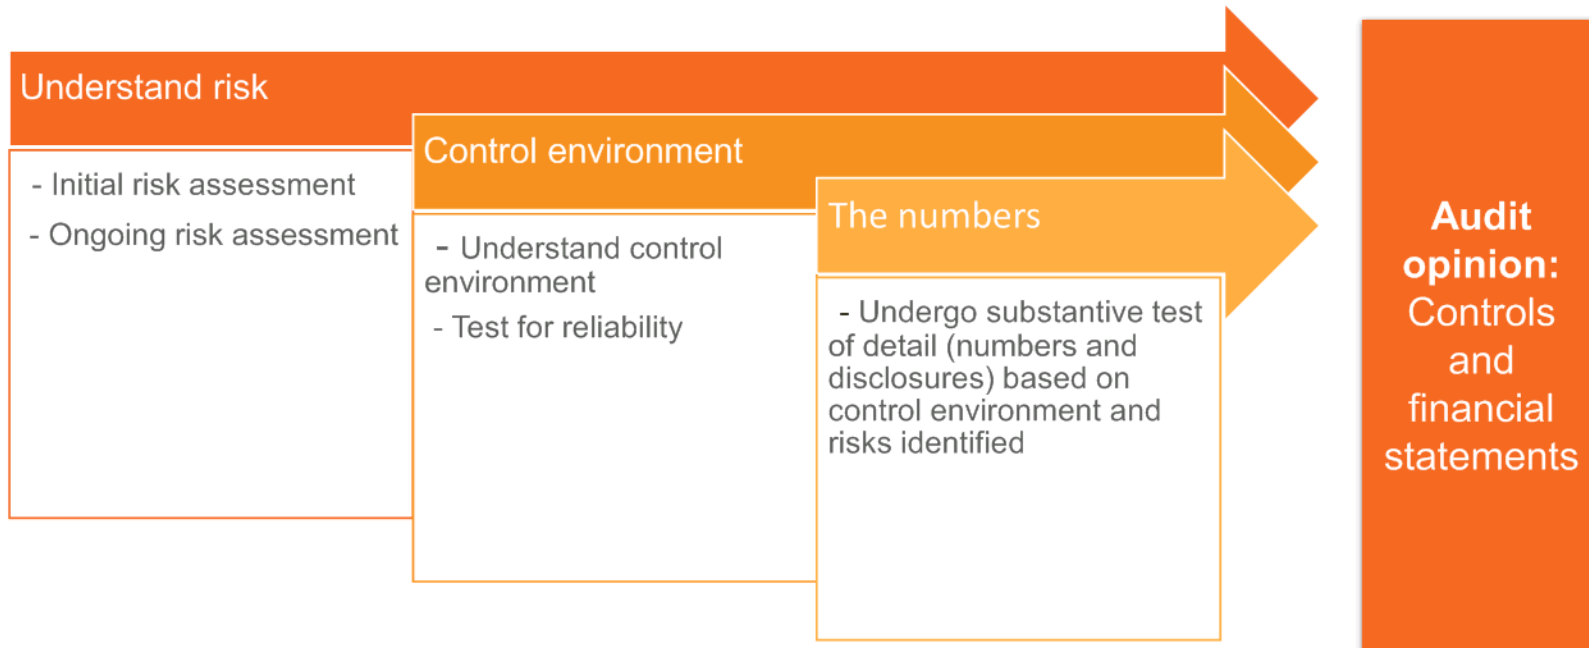 Understand risk
- Initial risk assessment
- Ongoing risk assessment
Control environment
- Understand control
environment
- Test for reliability
The numbers
- Undergo substantive test
of detail (numbers and
disclosures) based on
control environment and
risks identified
Audit
opinion:
Controls
and
financial
statements